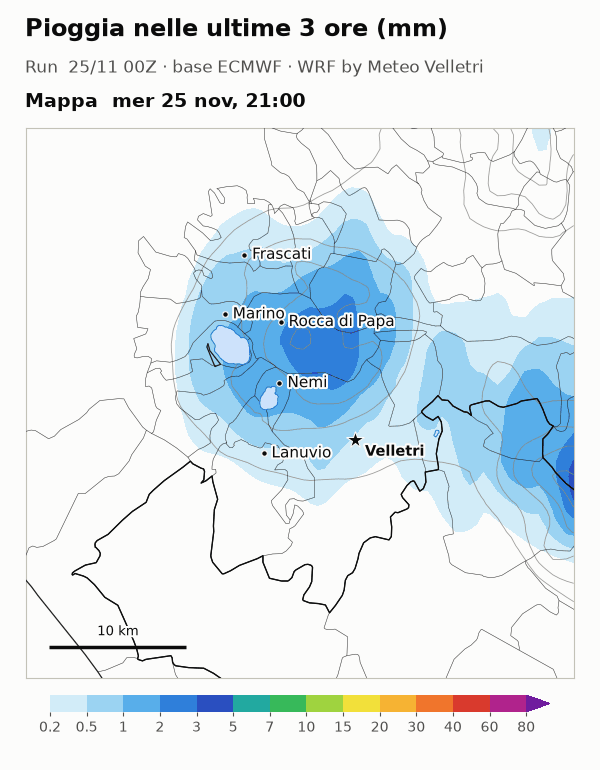 Pioggia nelle ultime 3 ore (mm)
Run  25/11 00Z · base ECMWF · WRF by Meteo Velletri
Mappa  mer 25 nov, 21:00
Frascati
Marino
Rocca di Papa
Nemi
Velletri
Lanuvio
10 km
0.2 0.5 1 2 3 5 7 10 15 20 30 40 60 80